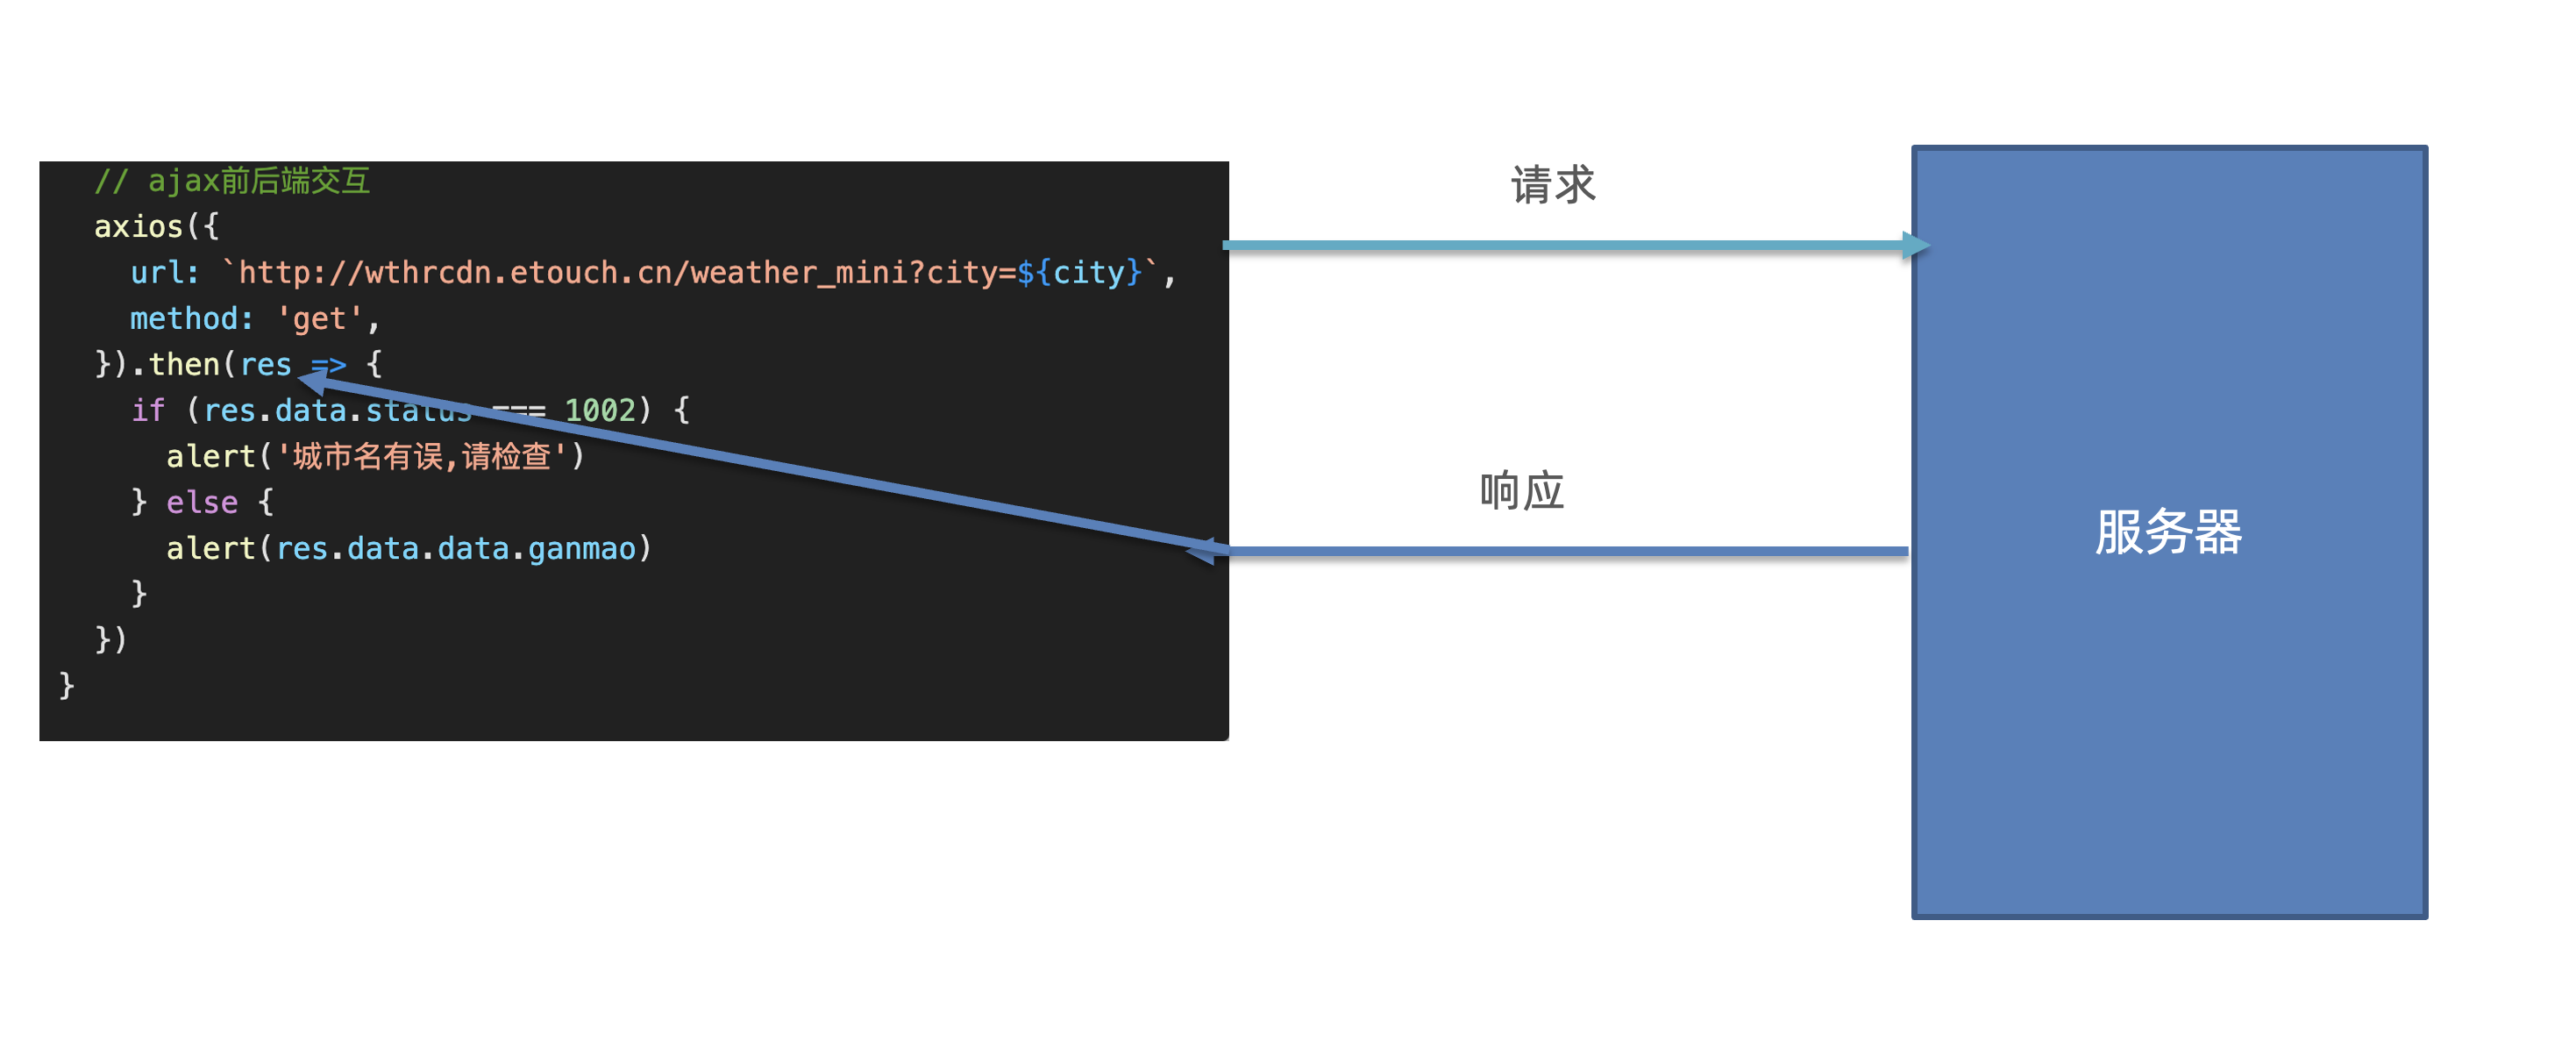 // ajax前后端交互
axios({
url: `http://wthrcdn.etouch.cn/weather_mini?city=${city}`,
method: 'get',
}).then(res => {
if (res.data.status === 1002) {
alert('城市名有误,请检查')
} else {
alert(res.data.data.ganmao)
}
})
}
请求
响应
服务器